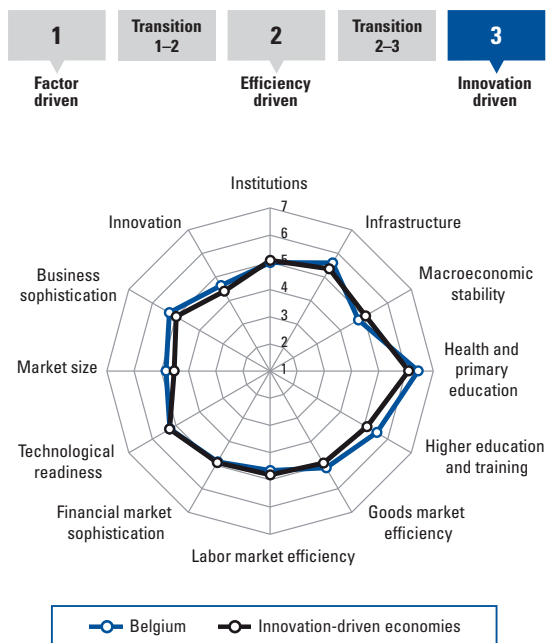 1
Transition
1–2
2
Transition
2–3
3
Factor
driven
Efficiency
driven
Innovation
driven
Institutions
Innovation
Infrastructure
Business
sophistication
Macroeconomic
stability
Market size
Health and
primary
education
Technological
readiness
Higher education
and training
Financial market
sophistication
Goods market
efficiency
Labor market efficiency
7
6
5
4
3
2
1
Belgium
Innovation-driven economies